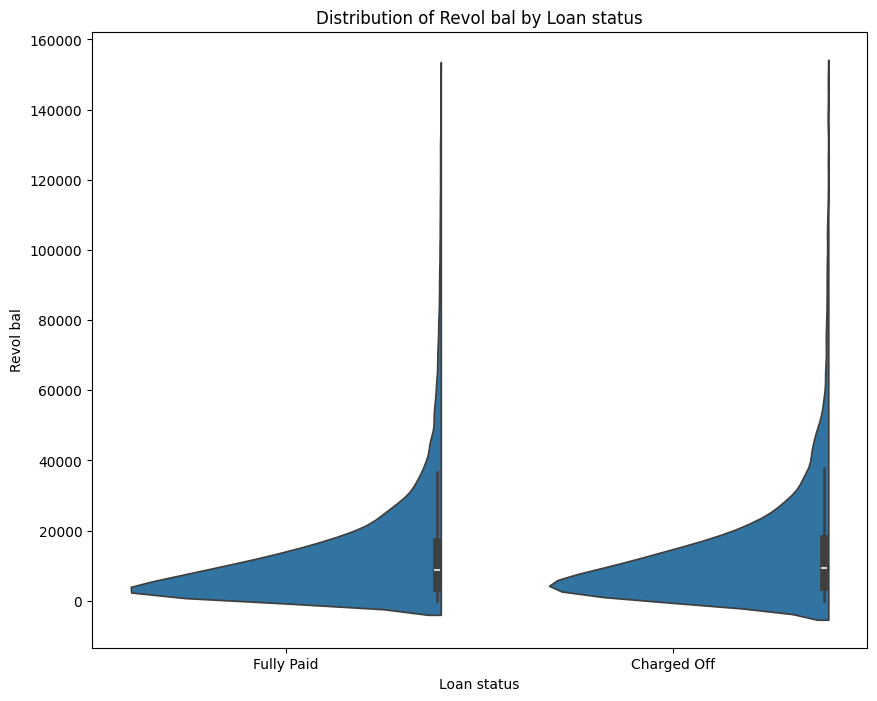 Distribution of Revol bal by Loan status
160000
140000
120000
100000
80000
60000
40000
20000
0
Revol bal
Fully Paid
Charged Off
Loan status